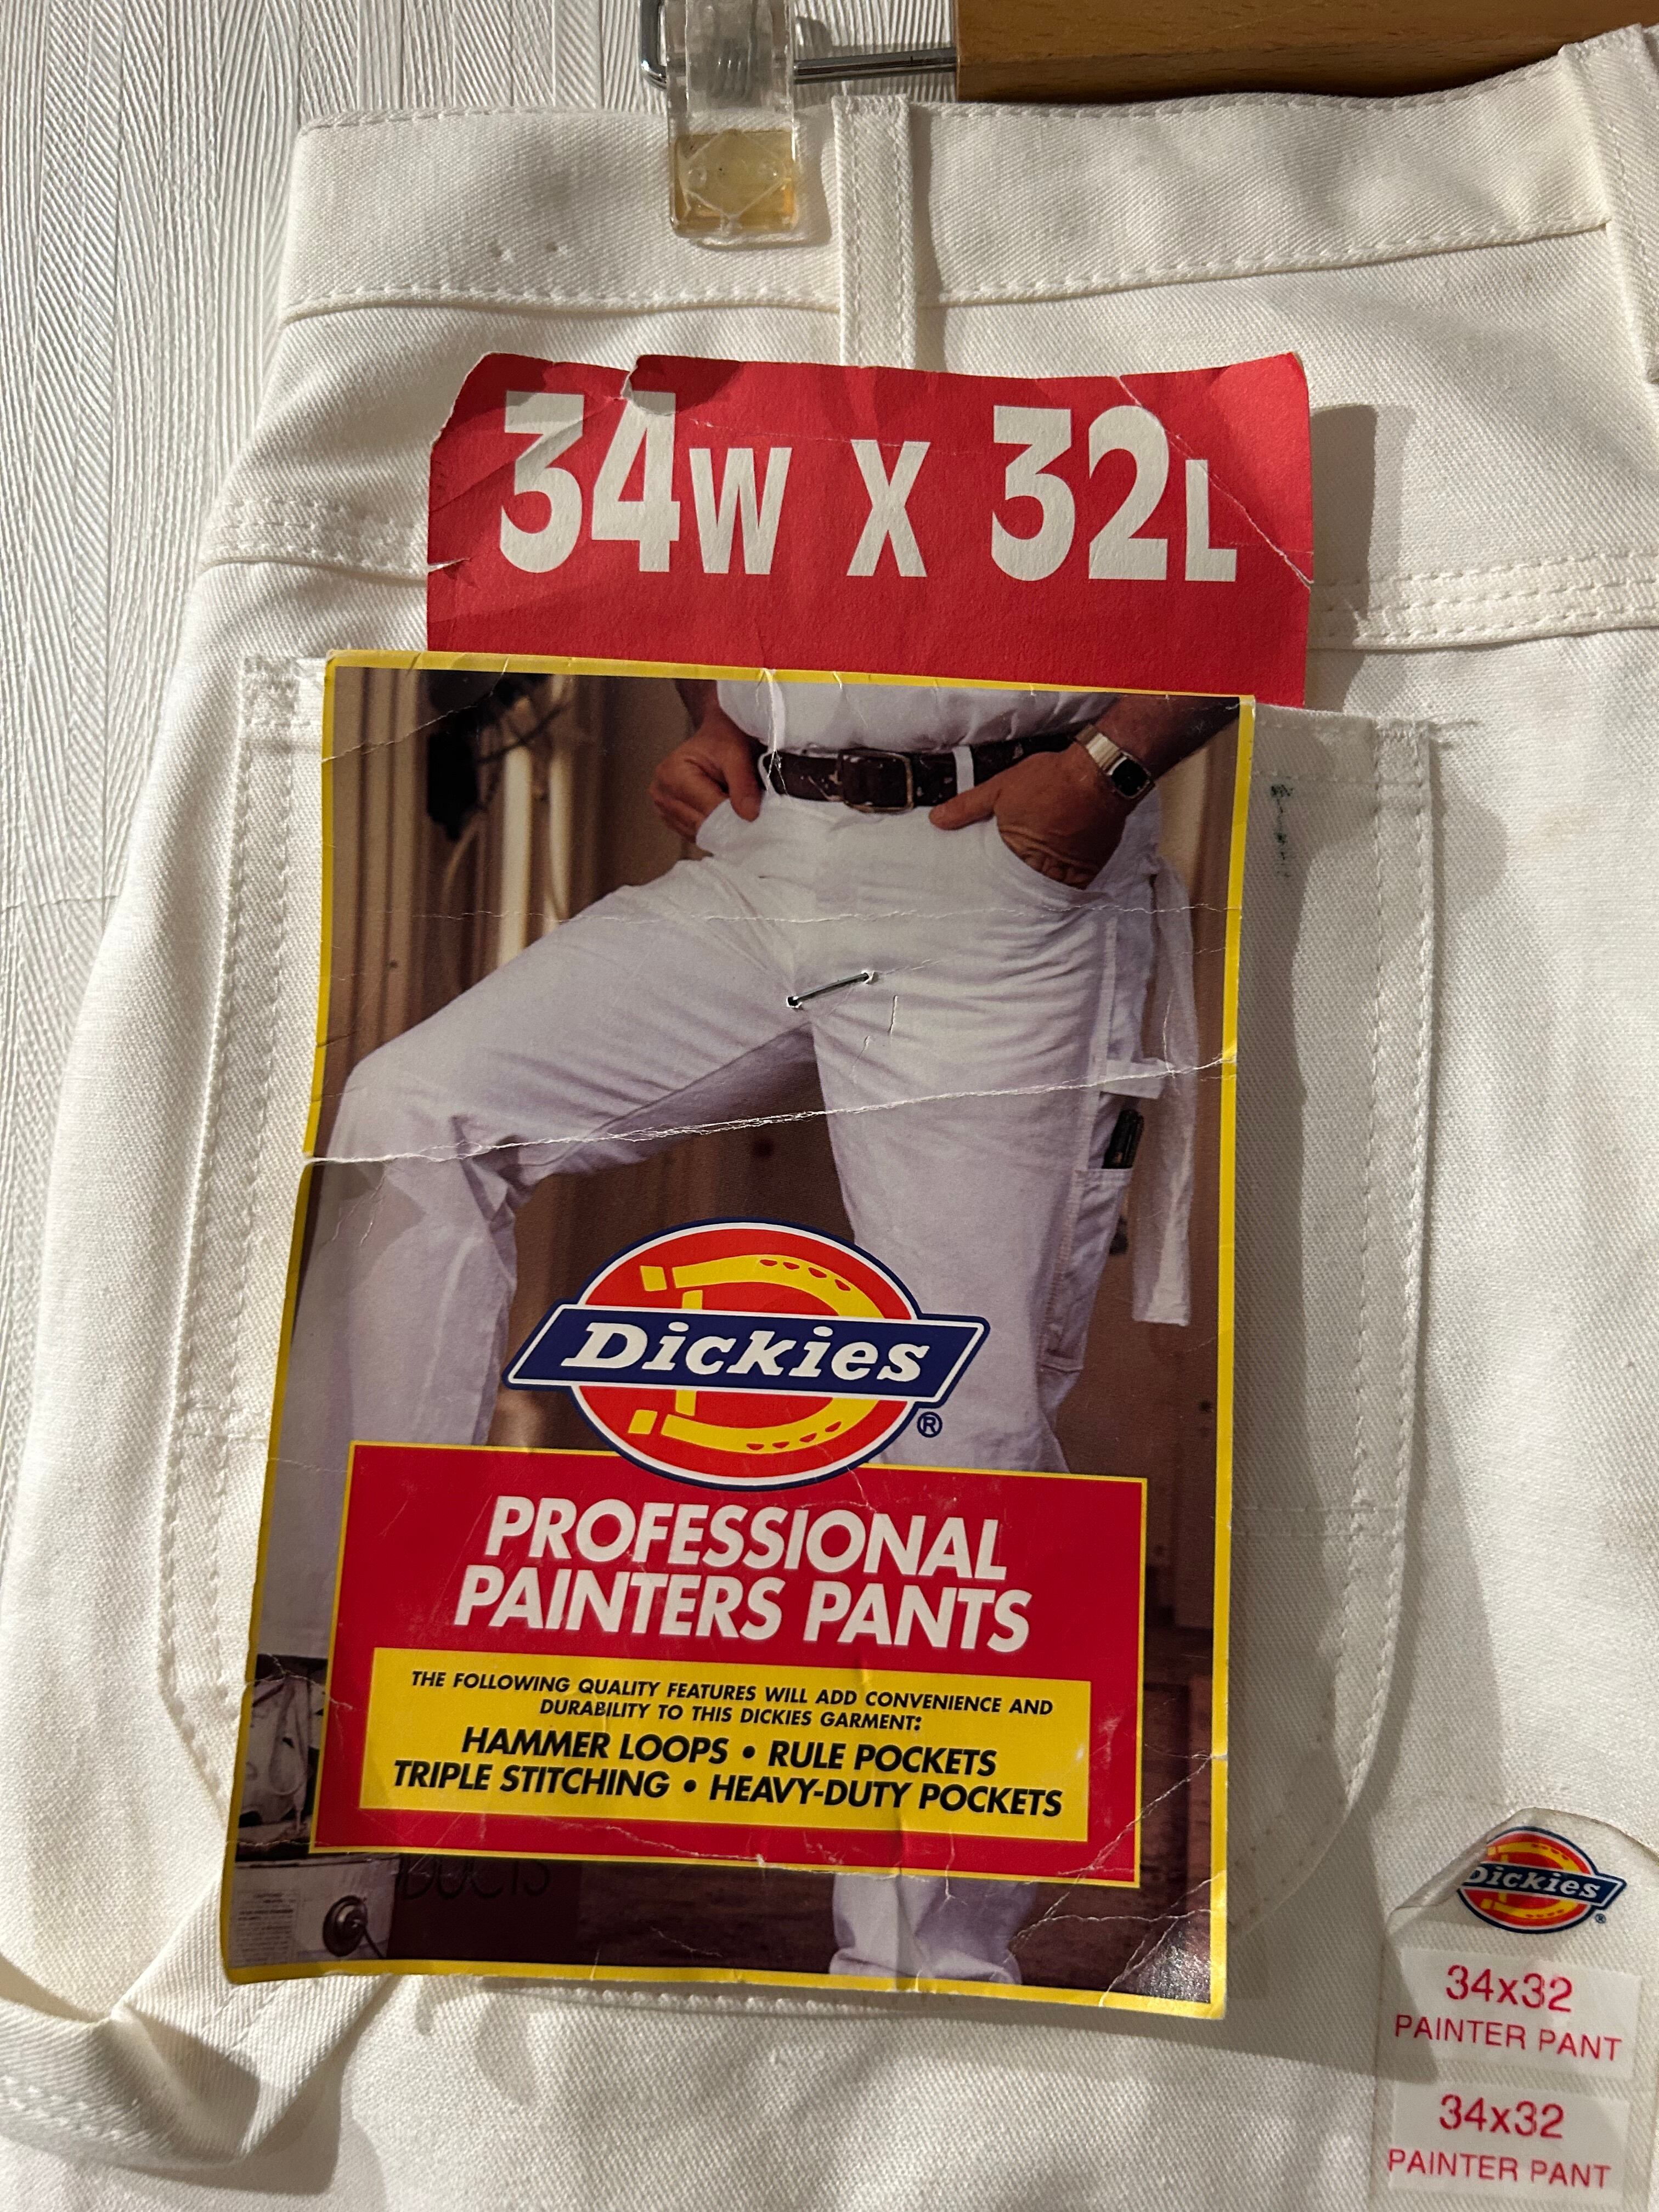 34W X 32L
Dickies
®
PROFESSIONAL
PAINTERS PANTS
THE FOLLOWING QUALITY FEATURES WILL ADD CONVENIENCE AND
DURABILITY TO THIS DICKIES GARMENT:
HAMMER LOOPS • RULE POCKETS
TRIPLE STITCHING • HEAVY-DUTY POCKETS
DUCTS
Dickies
®
34x32
PAINTER PANT
34x32
PAINTER PANT